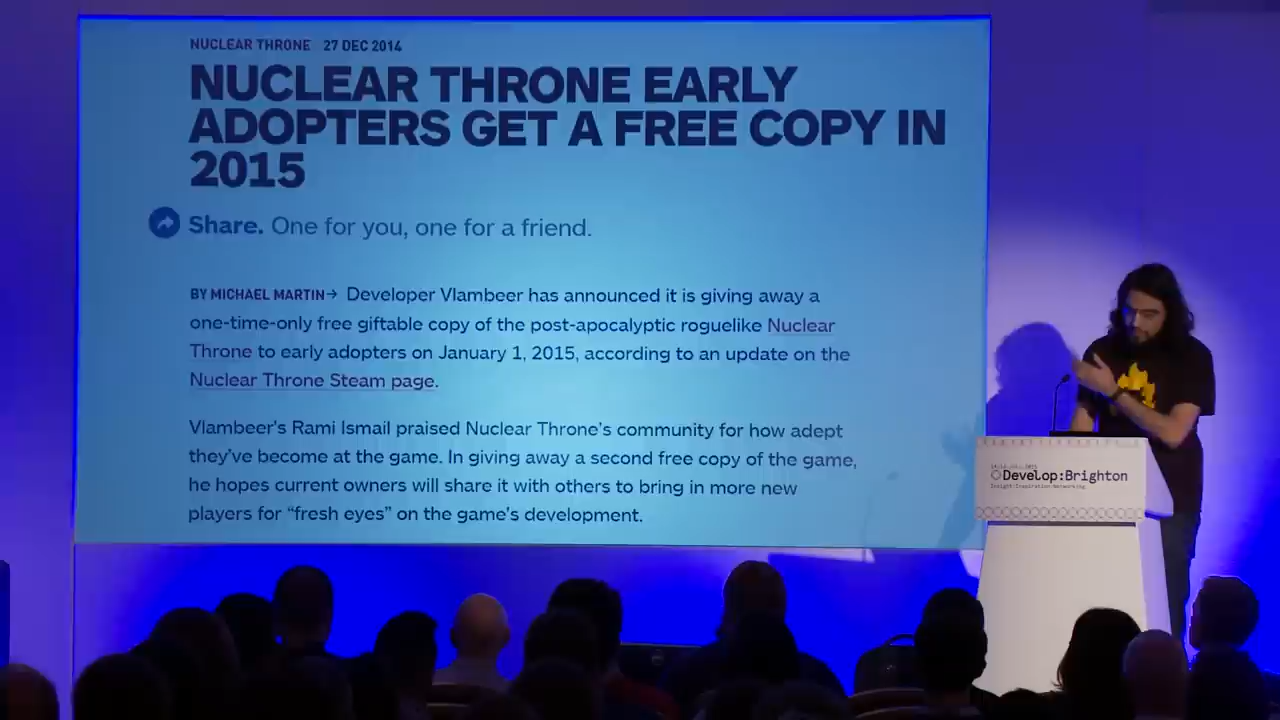 NUCLEAR THRONE 27 DEC 2014
NUCLEAR THRONE EARLY
ADOPTERS GET A FREE COPY IN
2015
Share. One for you, one for a friend.
BY MICHAEL MARTIN→ Developer Vlambeer has announced it is giving away a
one-time-only free giftable copy of the post-apocalyptic roguelike Nuclear
Throne to early adopters on January 1, 2015, according to an update on the
Nuclear Throne Steam page.
Vlambeer's Rami Ismail praised Nuclear Throne's community for how adept
they've become at the game. In giving away a second free copy of the game,
he hopes current owners will share it with others to bring in more new
players for “fresh eyes” on the game's development.
Develop:Brighton
Insight:Inspiration:Networking